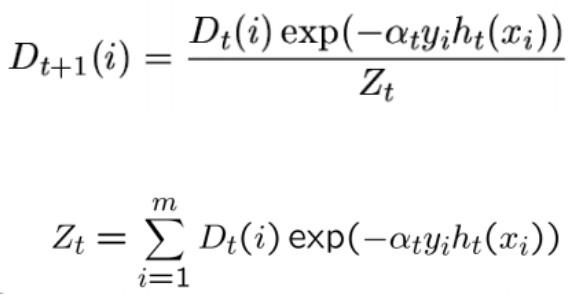 D_{t+1}(i) = \frac{D_t(i) \exp(-\alpha_t y_i h_t(x_i))}{Z_t}
Z_t = \sum_{i=1}^{m} D_t(i) \exp(-\alpha_t y_i h_t(x_i))